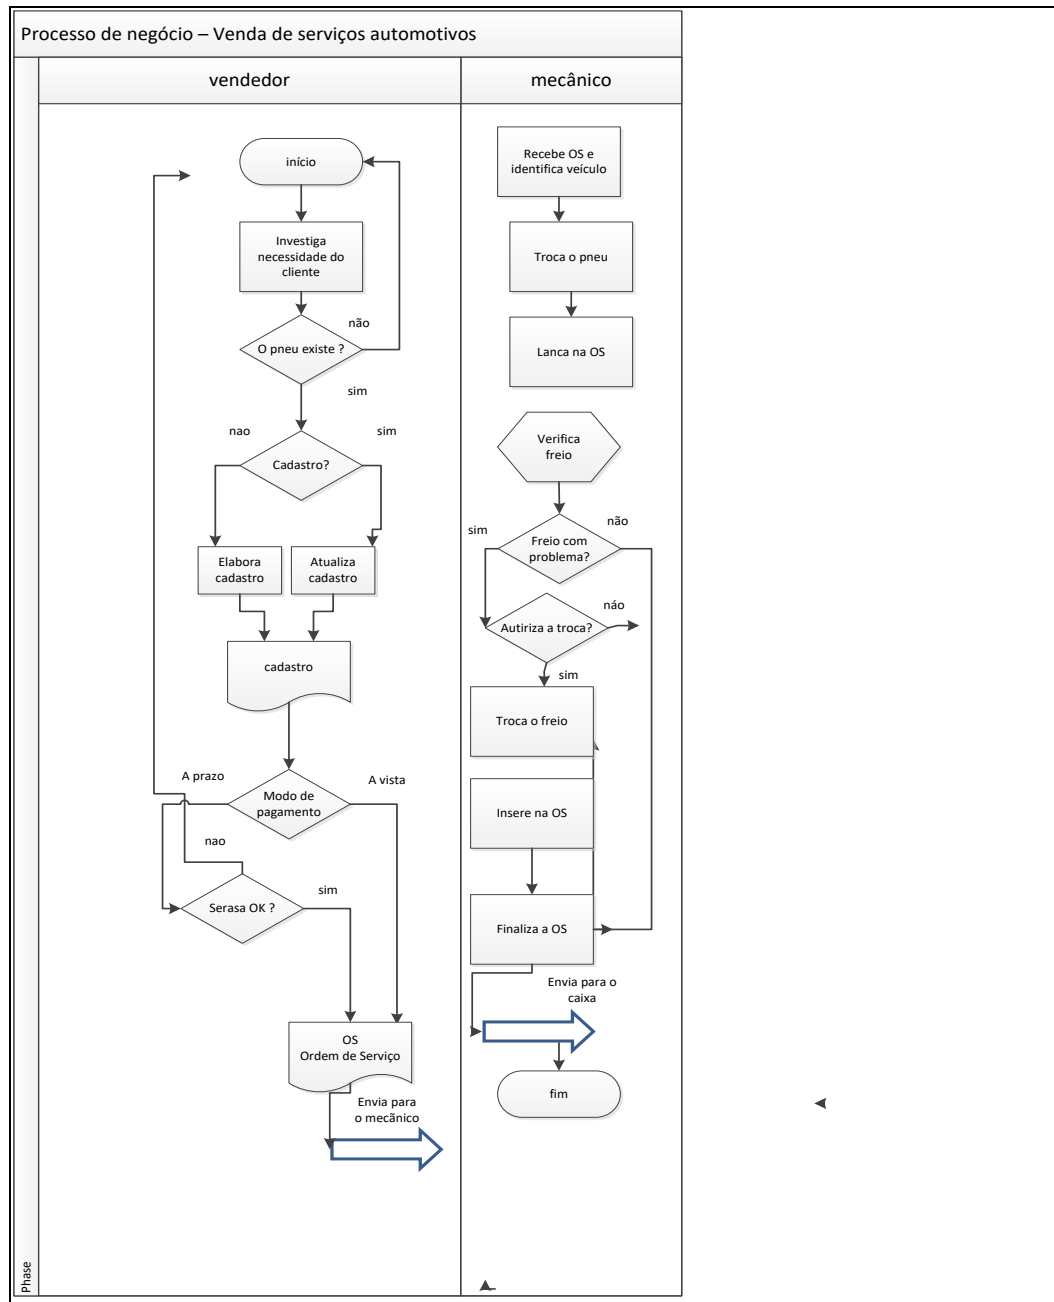 Processo de negócio – Venda de serviços automotivos
vendedor
mecânico
início
Investiga
necessidade do
cliente
não
O pneu existe ?
sim
nao
sim
Cadastro?
Elabora
cadastro
Atualiza
cadastro
cadastro
A prazo
A vista
Modo de
pagamento
nao
sim
Serasa OK ?
OS
Ordem de Serviço
Envia para
o mecãnico
Recebe OS e
identifica veículo
Troca o pneu
Lanca na OS
Verifica
freio
sim
não
Freio com
problema?
náo
Autiriza a troca?
sim
Troca o freio
Insere na OS
Finaliza a OS
Envia para o
caixa
fim
Phase